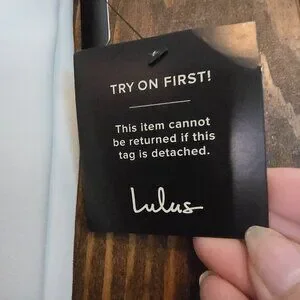 TRY ON FIRST!
This item cannot
be returned if this
tag is detached.
Lulus